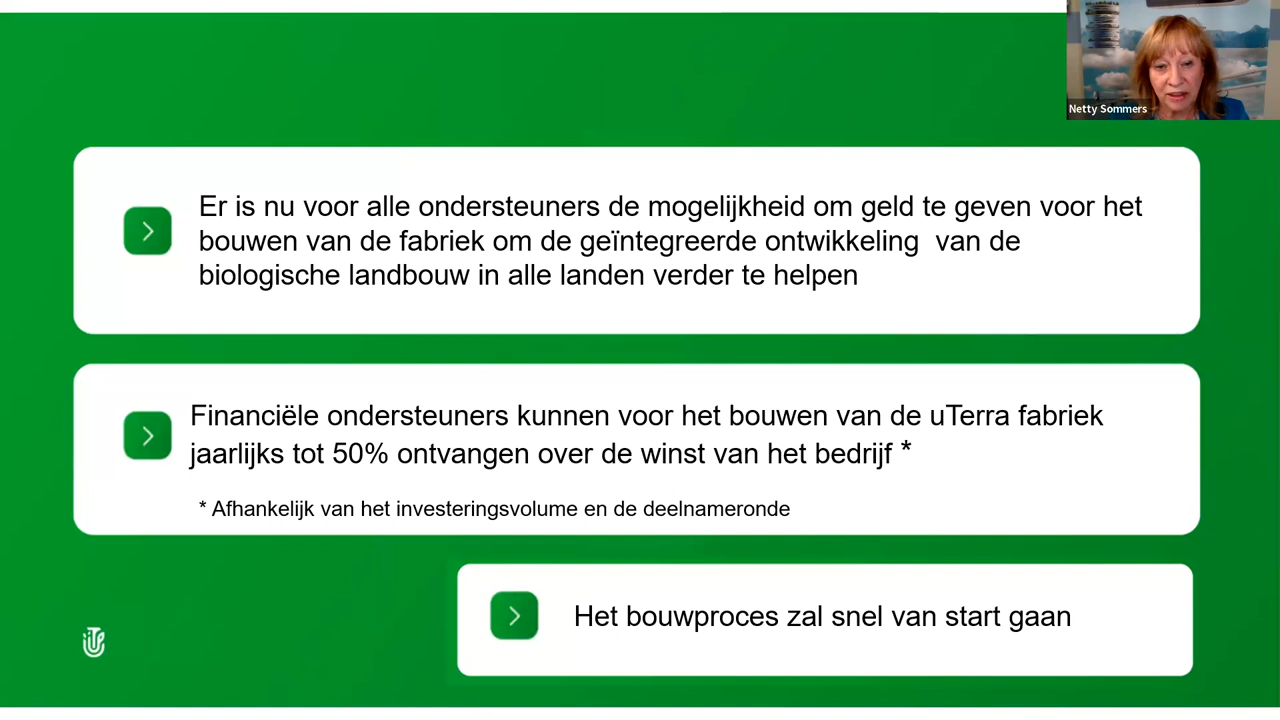 Netty Sommers
Er is nu voor alle ondersteuners de mogelijkheid om geld te geven voor het
bouwen van de fabriek om de geïntegreerde ontwikkeling  van de
biologische landbouw in alle landen verder te helpen
Financiële ondersteuners kunnen voor het bouwen van de uTerra fabriek
jaarlijks tot 50% ontvangen over de winst van het bedrijf *
* Afhankelijk van het investeringsvolume en de deelnameronde
Het bouwproces zal snel van start gaan